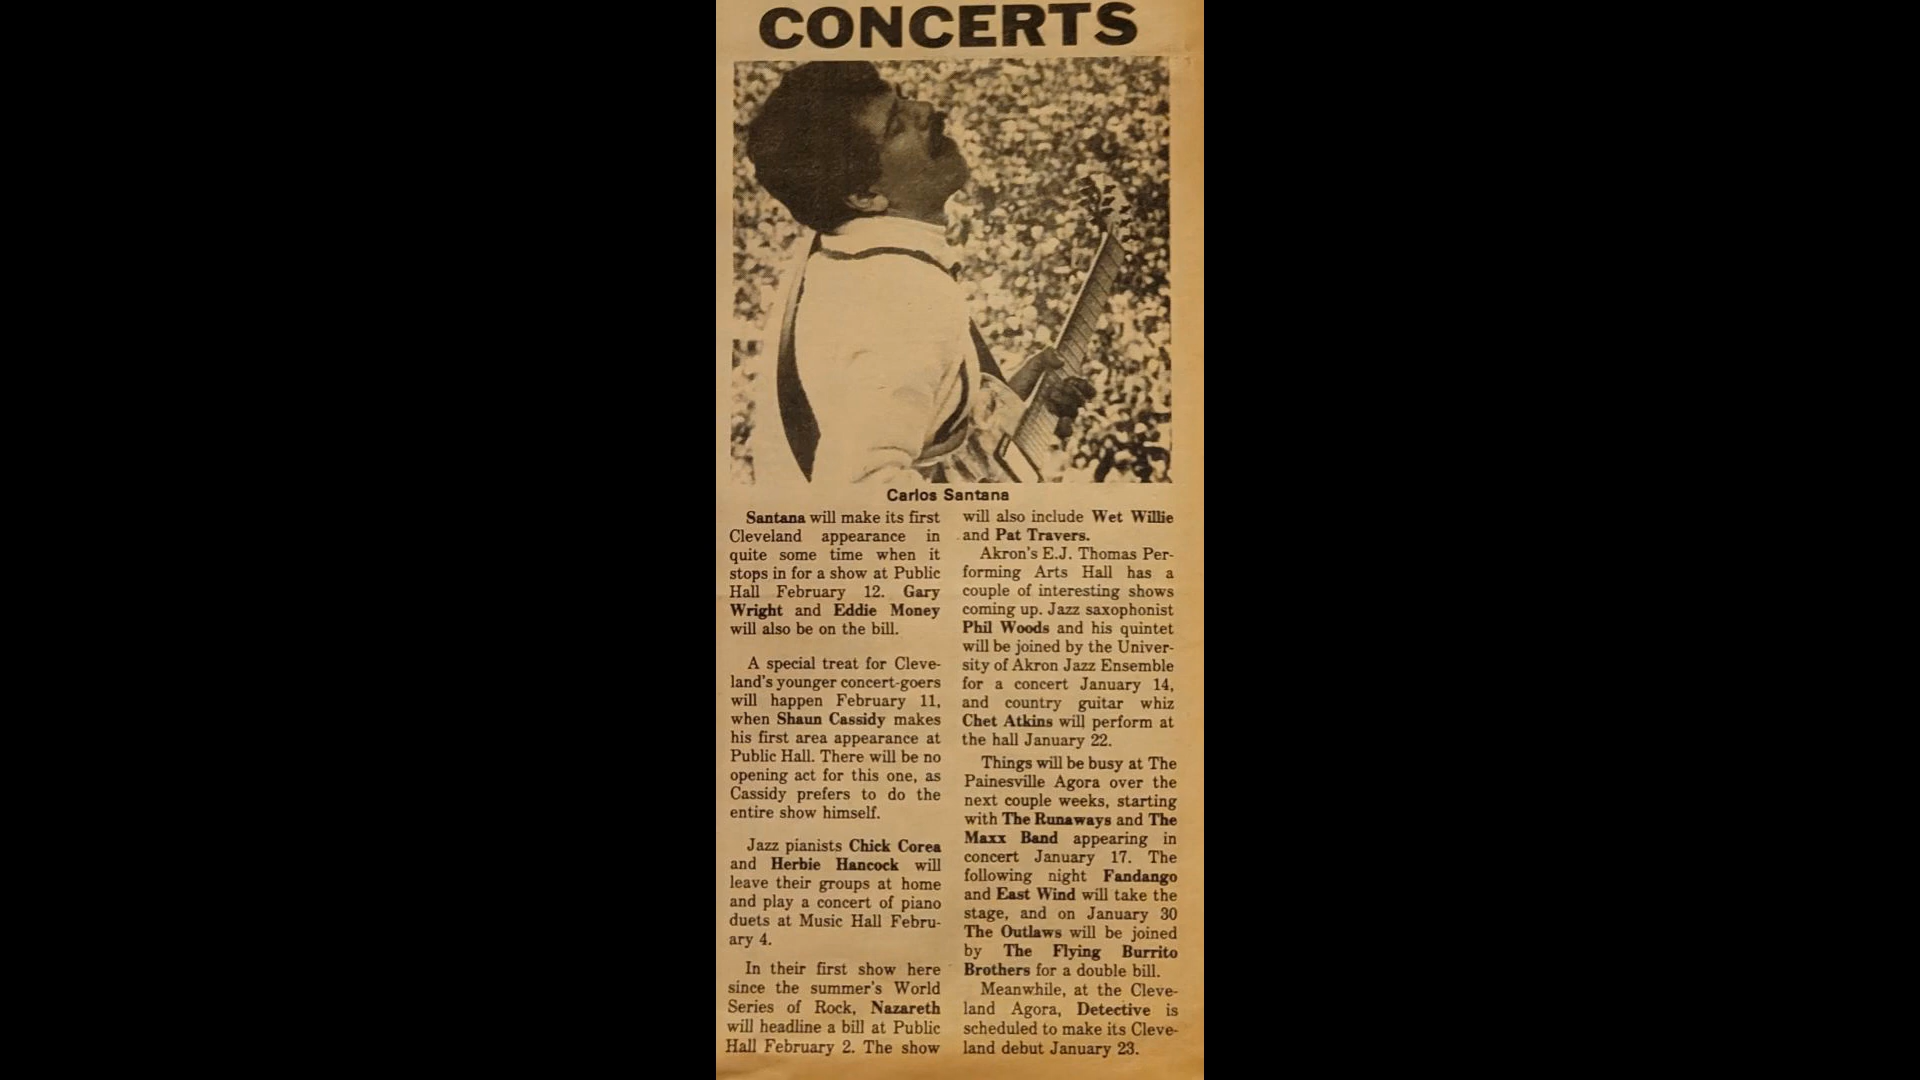 CONCERTS
Carlos Santana
Santana will make its first
Cleveland appearance in
quite some time when it
stops in for a show at Public
Hall February 12. Gary
Wright and Eddie Money
will also be on the bill.
A special treat for Cleve-
land's younger concert-goers
will happen February 11,
when Shaun Cassidy makes
his first area appearance at
Public Hall. There will be no
opening act for this one, as
Cassidy prefers to do the
entire show himself.
Jazz pianists Chick Corea
and Herbie Hancock will
leave their groups at home
and play a concert of piano
duets at Music Hall Febru-
ary 4.
In their first show here
since the summer's World
Series of Rock, Nazareth
will headline a bill at Public
Hall February 2. The show
will also include Wet Willie
and Pat Travers.
Akron's E.J. Thomas Per-
forming Arts Hall has a
couple of interesting shows
coming up. Jazz saxophonist
Phil Woods and his quintet
will be joined by the Univer-
sity of Akron Jazz Ensemble
for a concert January 14,
and country guitar whiz
Chet Atkins will perform at
the hall January 22.
Things will be busy at The
Painesville Agora over the
next couple weeks, starting
with The Runaways and The
Maxx Band appearing in
concert January 17. The
following night Fandango
and East Wind will take the
stage, and on January 30
The Outlaws will be joined
by The Flying Burrito
Brothers for a double bill.
Meanwhile, at the Cleve-
land Agora, Detective is
scheduled to make its Cleve-
land debut January 23.